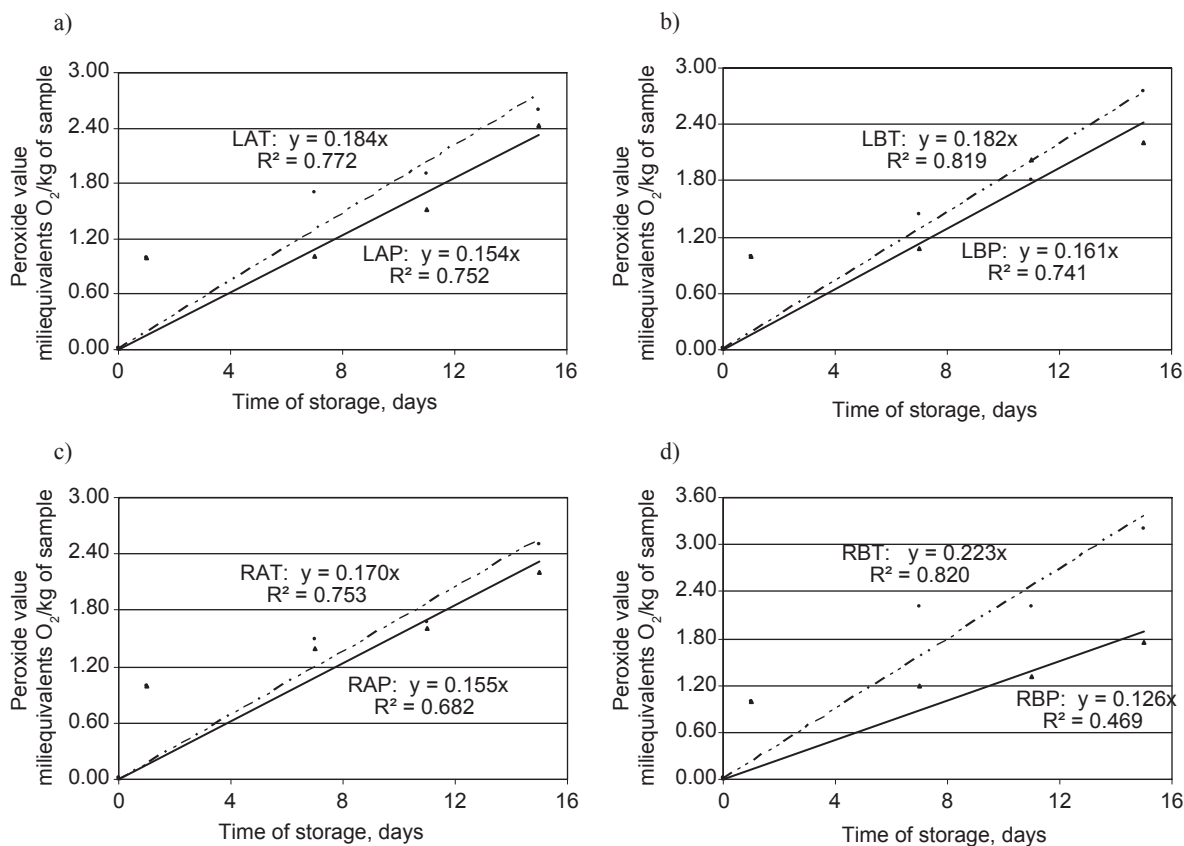 a)
Peroxide value
miliequivalents O₂/kg of sample
3.00
2.40
1.80
1.20
0.60
0.00
LAT: y = 0.184x
R² = 0.772
LAP: y = 0.154x
R² = 0.752
0 4 8 12 16
Time of storage, days
b)
Peroxide value
miliequivalents O₂/kg of sample
3.00
2.40
1.80
1.20
0.60
0.00
LBT: y = 0.182x
R² = 0.819
LBP: y = 0.161x
R² = 0.741
0 4 8 12 16
Time of storage, days
c)
Peroxide value
miliequivalents O₂/kg of sample
3.00
2.40
1.80
1.20
0.60
0.00
RAT: y = 0.170x
R² = 0.753
RAP: y = 0.155x
R² = 0.682
0 4 8 12 16
Time of storage, days
d)
Peroxide value
miliequivalents O₂/kg of sample
3.60
3.00
2.40
1.80
1.20
0.60
0.00
RBT: y = 0.223x
R² = 0.820
RBP: y = 0.126x
R² = 0.469
0 4 8 12 16
Time of storage, days